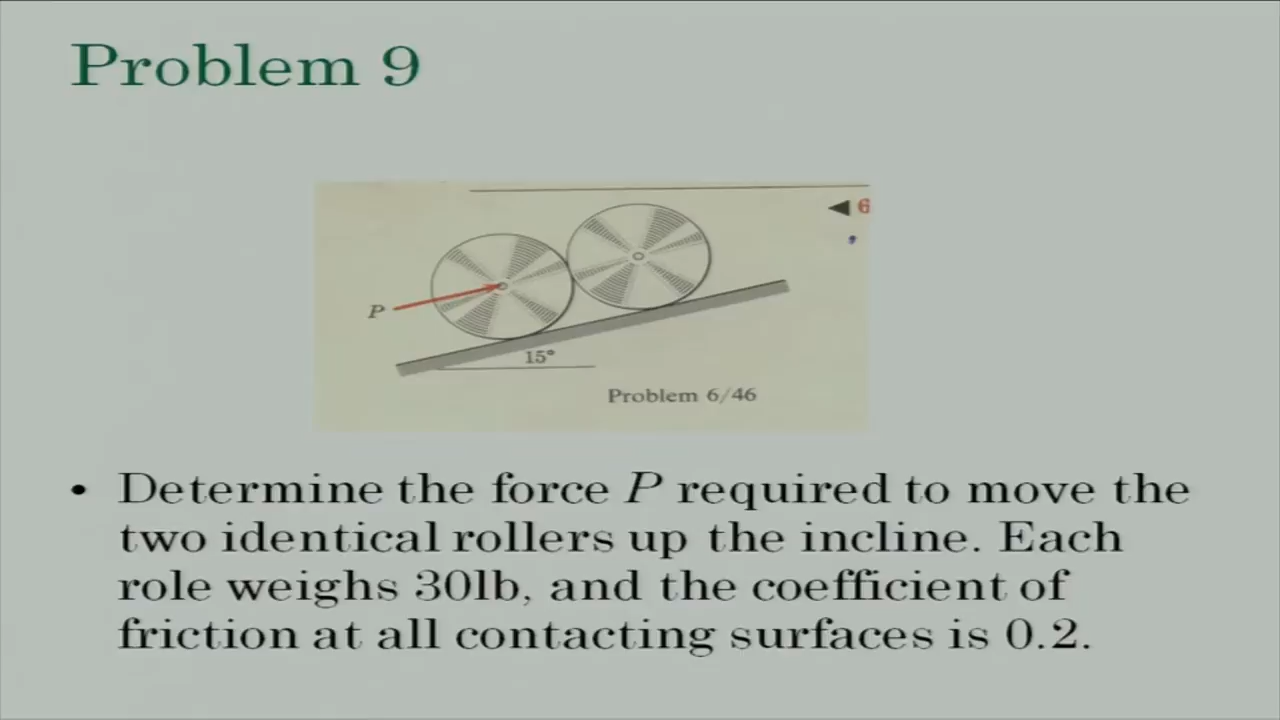 Problem 9
6
P
15°
Problem 6/46
• Determine the force P required to move the
two identical rollers up the incline. Each
role weighs 30lb, and the coefficient of
friction at all contacting surfaces is 0.2.